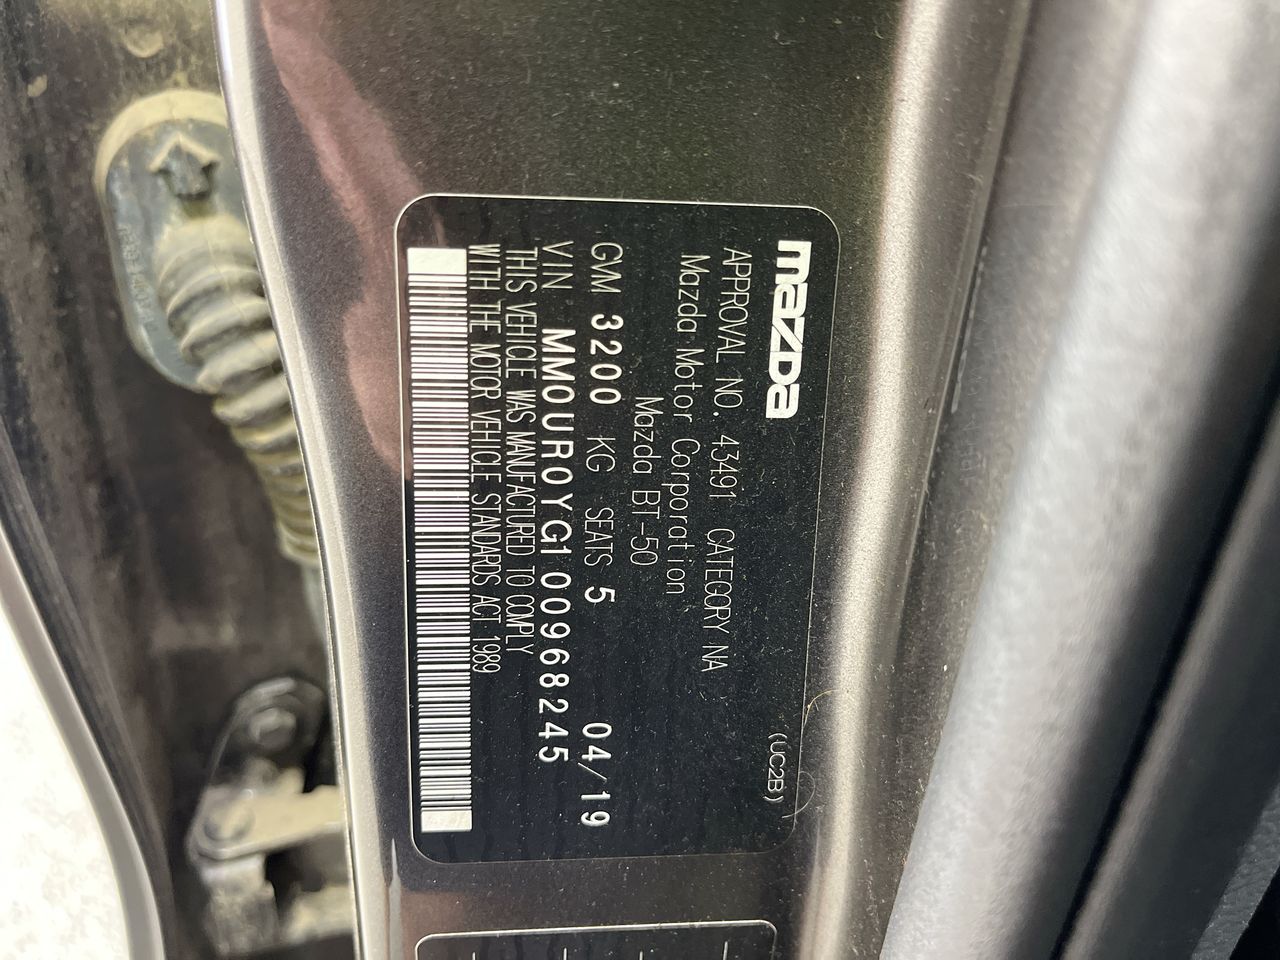 mazda
(UC2B)
APPROVAL NO. 43491 CATEGORY NA
Mazda Motor Corporation
Mazda BT-50
GVM 3200 KG SEATS 5 04/19
VIN MM0UR0YG100968245
THIS VEHICLE WAS MANUFACTURED TO COMPLY
WITH THE MOTOR VEHICLE STANDARDS ACT 1989